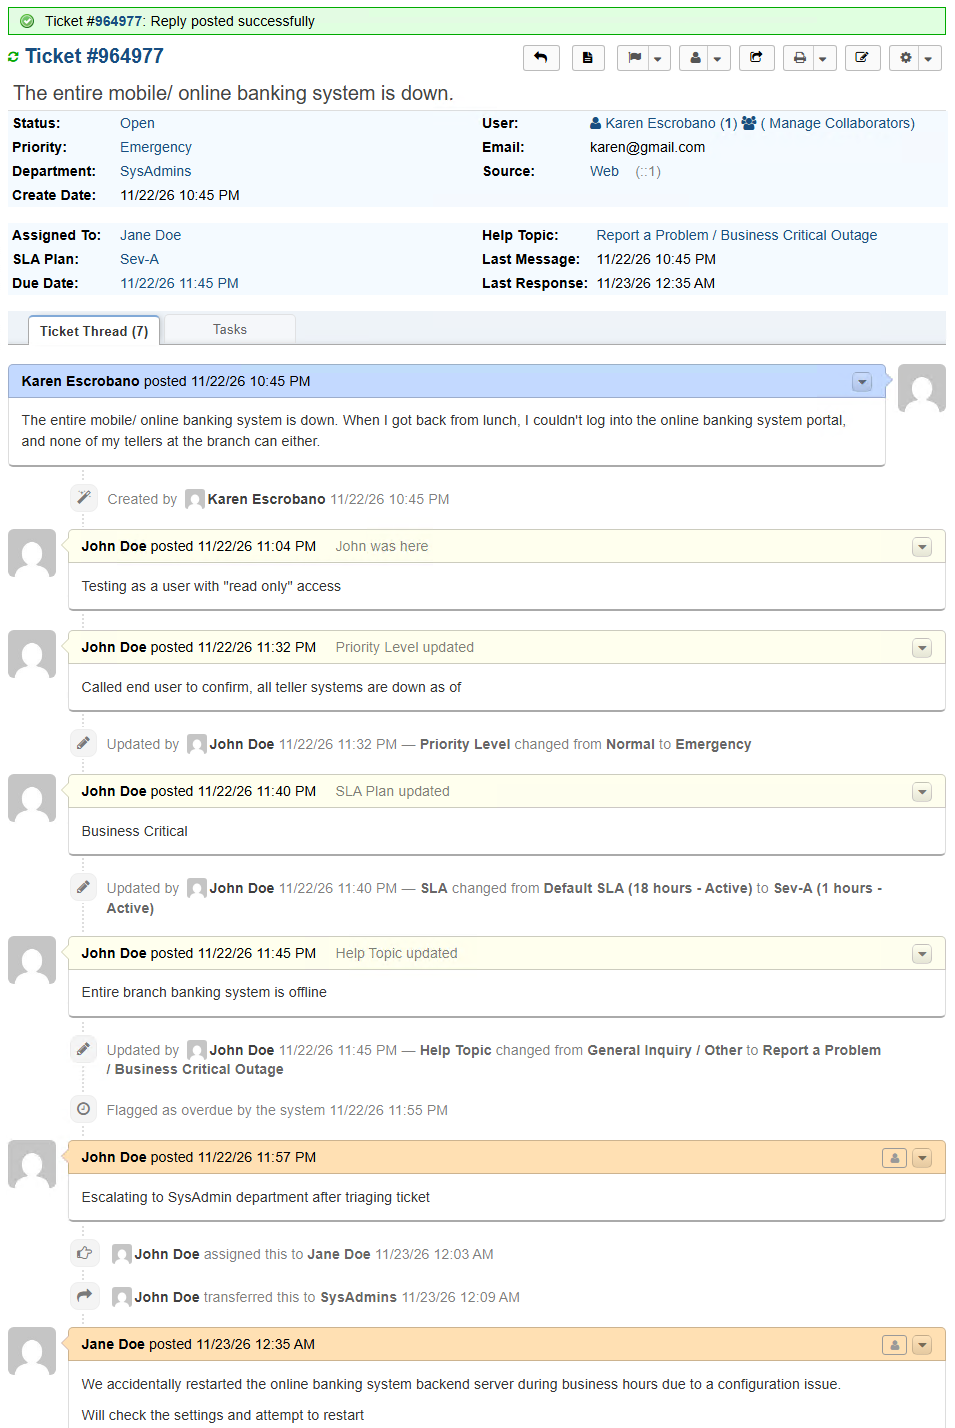 Ticket #964977: Reply posted successfully
Ticket #964977
The entire mobile/ online banking system is down.
Status: Open
User: Karen Escrobano (1) ( Manage Collaborators)
Priority: Emergency
Email: karen@gmail.com
Department: SysAdmins
Source: Web (::1)
Create Date: 11/22/26 10:45 PM
Assigned To: Jane Doe
Help Topic: Report a Problem / Business Critical Outage
SLA Plan: Sev-A
Last Message: 11/22/26 10:45 PM
Due Date: 11/22/26 11:45 PM
Last Response: 11/23/26 12:35 AM
Ticket Thread (7) Tasks
Karen Escrobano posted 11/22/26 10:45 PM
The entire mobile/ online banking system is down. When I got back from lunch, I couldn't log into the online banking system portal,
and none of my tellers at the branch can either.
Created by Karen Escrobano 11/22/26 10:45 PM
John Doe posted 11/22/26 11:04 PM John was here
Testing as a user with "read only" access
John Doe posted 11/22/26 11:32 PM Priority Level updated
Called end user to confirm, all teller systems are down as of
Updated by John Doe 11/22/26 11:32 PM — Priority Level changed from Normal to Emergency
John Doe posted 11/22/26 11:40 PM SLA Plan updated
Business Critical
Updated by John Doe 11/22/26 11:40 PM — SLA changed from Default SLA (18 hours - Active) to Sev-A (1 hours -
Active)
John Doe posted 11/22/26 11:45 PM Help Topic updated
Entire branch banking system is offline
Updated by John Doe 11/22/26 11:45 PM — Help Topic changed from General Inquiry / Other to Report a Problem
/ Business Critical Outage
Flagged as overdue by the system 11/22/26 11:55 PM
John Doe posted 11/22/26 11:57 PM
Escalating to SysAdmin department after triaging ticket
John Doe assigned this to Jane Doe 11/23/26 12:03 AM
John Doe transferred this to SysAdmins 11/23/26 12:09 AM
Jane Doe posted 11/23/26 12:35 AM
We accidentally restarted the online banking system backend server during business hours due to a configuration issue.
Will check the settings and attempt to restart